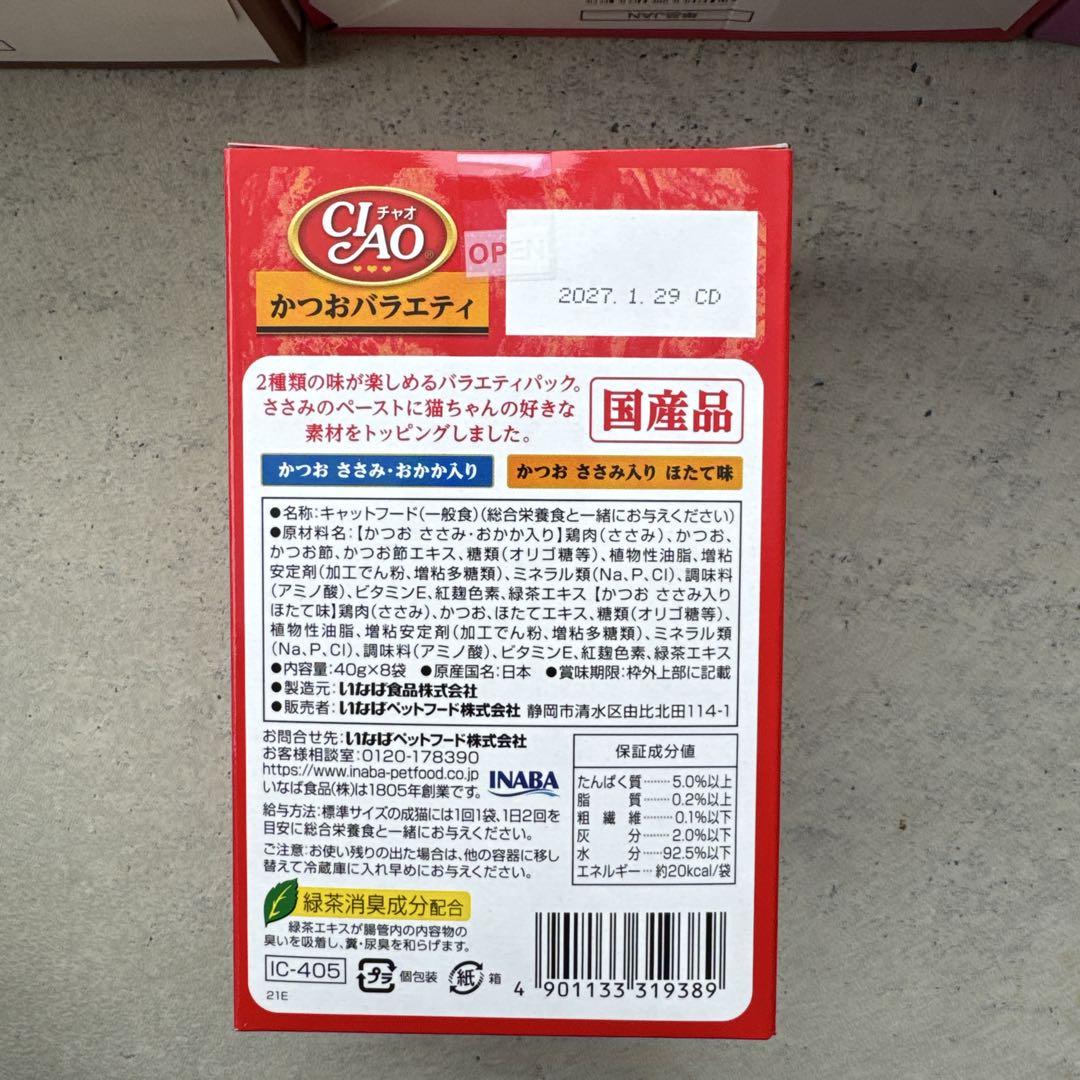 単品JAN
CIAO
チャオ
®
かつおバラエティ
OPEN
2027. 1. 29 CD
2種類の味が楽しめるバラエティパック。
ささみのペーストに猫ちゃんの好きな
素材をトッピングしました。
国産品
かつお ささみ・おかか入り
かつお ささみ入り ほたて味
●名称:キャットフード(一般食)(総合栄養食と一緒にお与えください)
●原材料名:【かつお ささみ・おかか入り】鶏肉(ささみ)、かつお、
かつお節、かつお節エキス、糖類(オリゴ糖等)、植物性油脂、増粘
安定剤(加工でん粉、増粘多糖類)、ミネラル類(Na、P、Cl)、調味料
(アミノ酸)、ビタミンE、紅麹色素、緑茶エキス【かつお ささみ入り
ほたて味】鶏肉(ささみ)、かつお、ほたてエキス、糖類(オリゴ糖等)、
植物性油脂、増粘安定剤(加工でん粉、増粘多糖類)、ミネラル類
(Na、P、Cl)、調味料(アミノ酸)、ビタミンE、紅麹色素、緑茶エキス
●内容量:40g×8袋 ●原産国名:日本 ●賞味期限:枠外上部に記載
●製造元:いなば食品株式会社
●販売者:いなばペットフード株式会社 静岡市清水区由比北田114-1
お問合せ先:いなばペットフード株式会社
お客様相談室:0120-178390
https://www.inaba-petfood.co.jp
いなば食品(株)は1805年創業です。
INABA
給与方法:標準サイズの成猫には1回1袋、1日2回を
目安に総合栄養食と一緒にお与えください。
ご注意:お使い残りの出た場合は、他の容器に移し
替えて冷蔵庫に入れ早めにお与えください。
保証成分値
たんぱく質………5.0%以上
脂質………0.2%以上
粗繊維………0.1%以下
灰分………2.0%以下
水分……92.5%以下
エネルギー…約20kcal/袋
緑茶消臭成分配合
緑茶エキスが腸管内の内容物の
臭いを吸着し、糞・尿臭を和らげます。
IC-405
プラ
個包装
紙
箱
21E
4 901133 319389